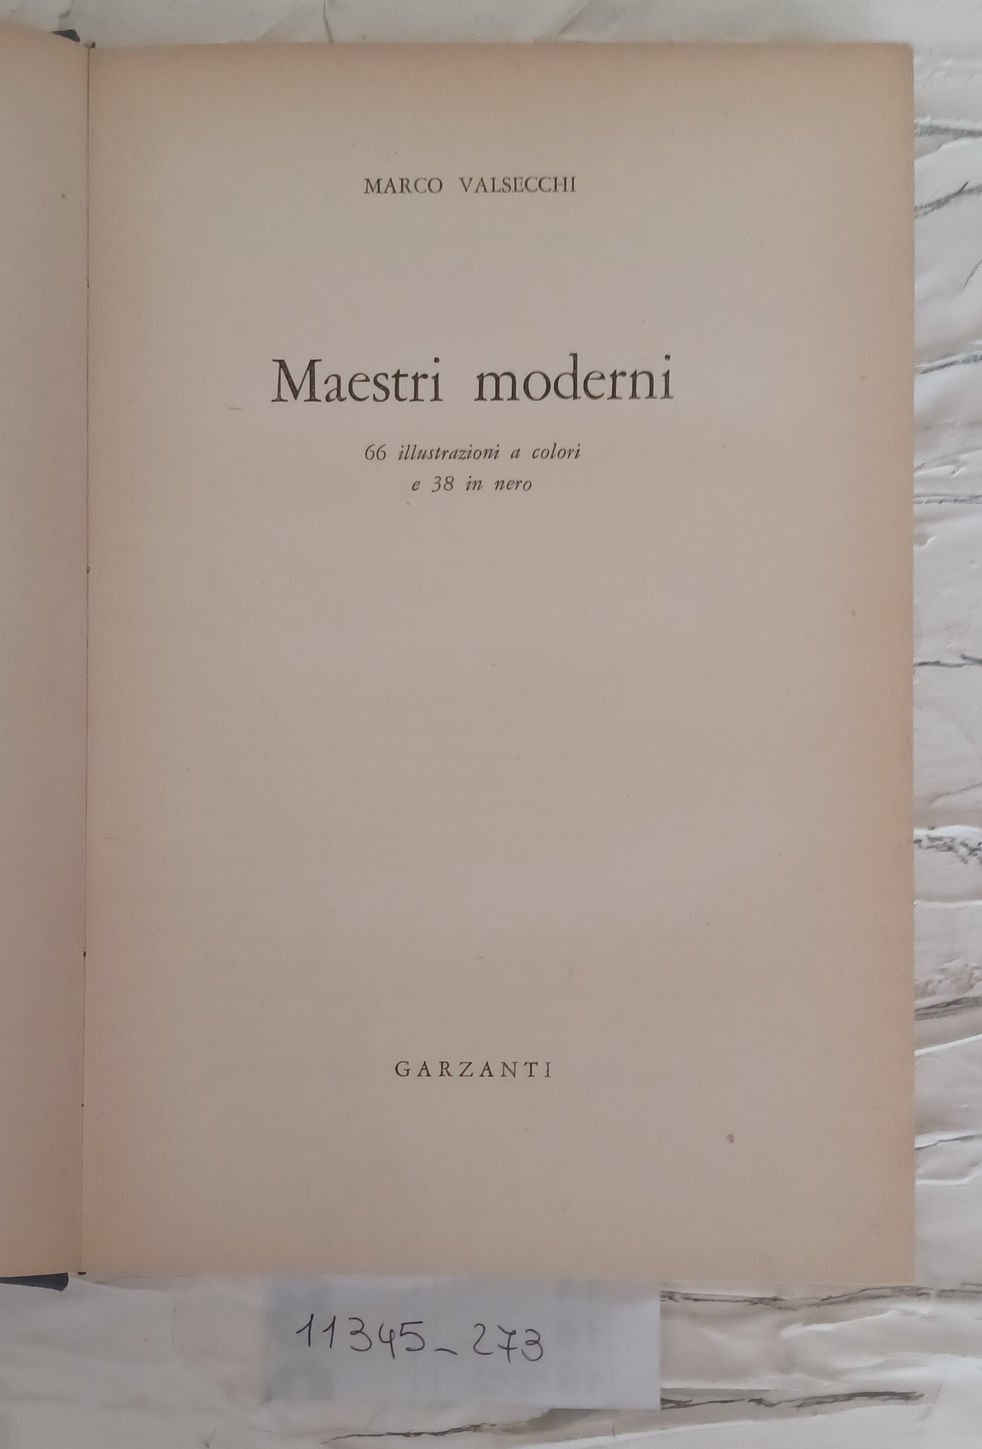 MARCO VALSECCHI
Maestri moderni
66 illustrazioni a colori
e 38 in nero
GARZANTI
11345_273